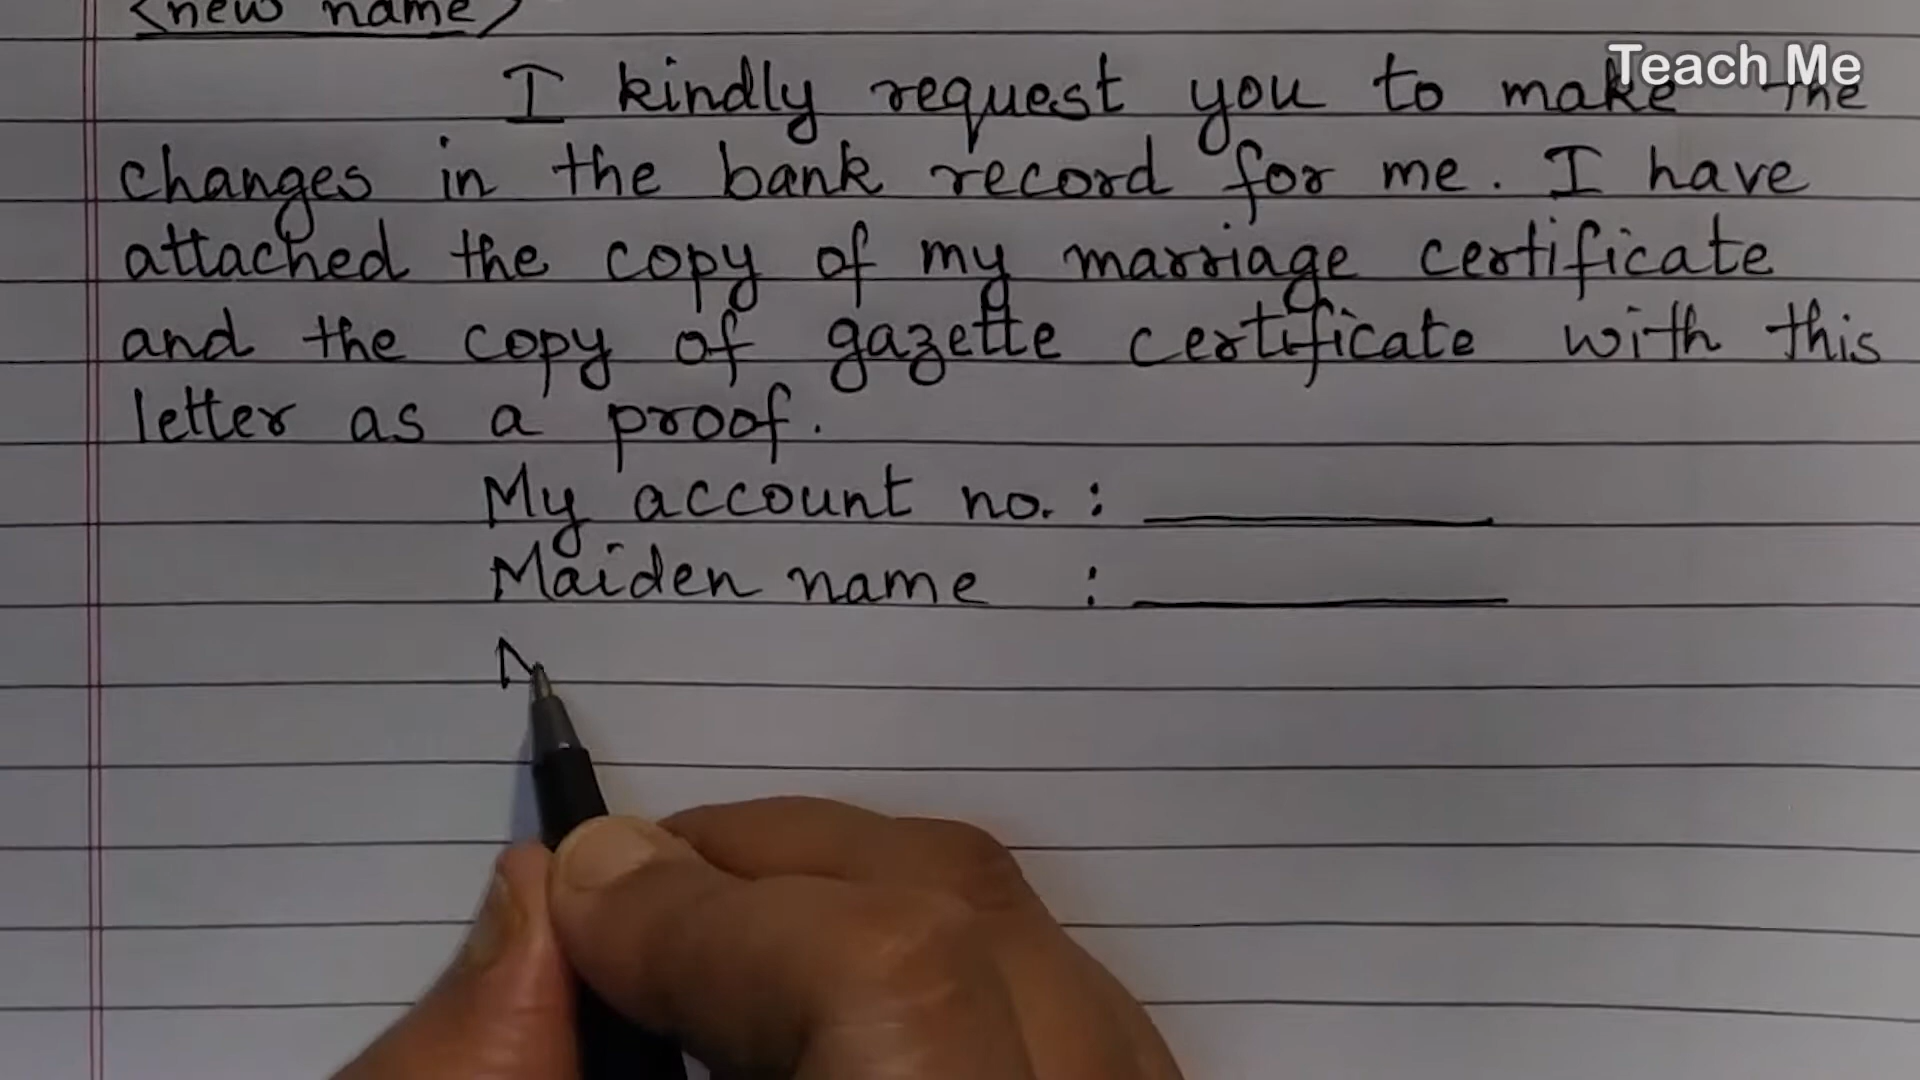 <new name>
Teach Me
I kindly request you to make the
changes in the bank record for me. I have
attached the copy of my marriage certificate
and the copy of gazette certificate with this
letter as a proof.
My account no. :
Maiden name :
N